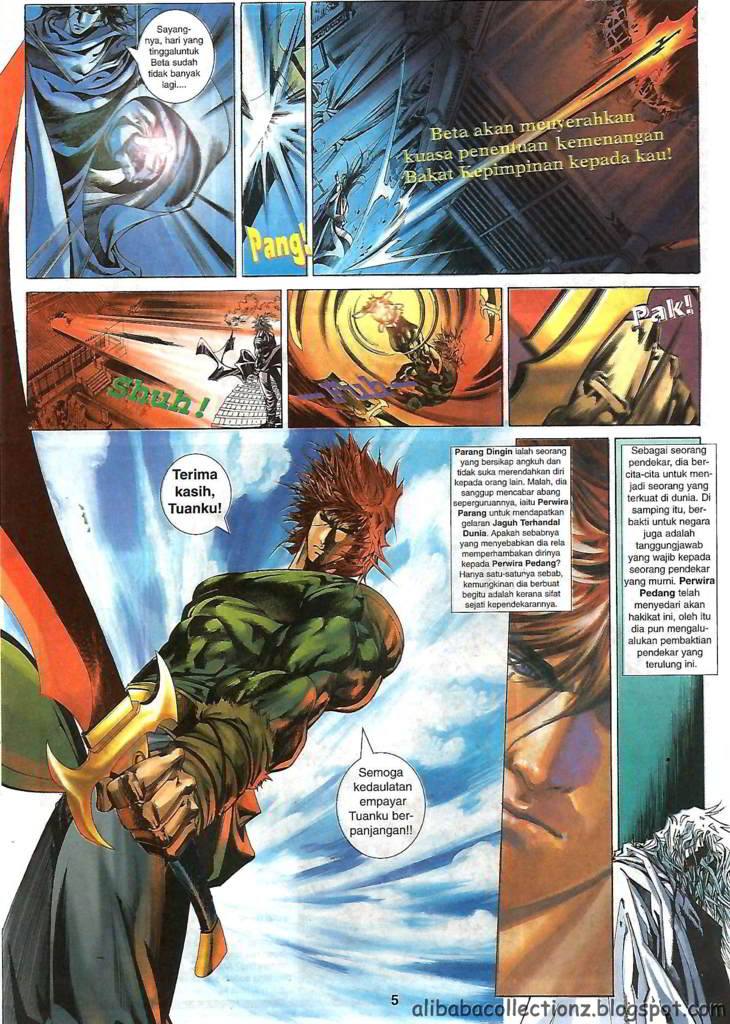 Sayang-
nya, hari yang
tinggaluntuk
Beta sudah
tidak banyak
lagi....
Pang!
Beta akan menyerahkan
kuasa penentuan kemenangan
Bakat Kepimpinan kepada kau!
Shuh!
Puh
Pak!
Terima
kasih,
Tuanku!
Parang Dingin ialah seorang
yang bersikap angkuh dan
tidak suka merendahkan diri
kepada orang lain. Malah, dia
sanggup mencabar abang
seperguruannya, iaitu Perwira
Parang untuk mendapatkan
gelaran Jaguh Terhandal
Dunia. Apakah sebabnya
yang menyebabkan dia rela
memperhambakan dirinya
kepada Perwira Pedang?
Hanya satu-satunya sebab,
kemungkinan dia berbuat
begitu adalah kerana sifat
sejati kependekarannya.
Sebagai seorang
pendekar, dia ber-
cita-cita untuk men-
jadi seorang yang
terkuat di dunia. Di
samping itu, ber-
bakti untuk negara
juga adalah
tanggungjawab
yang wajib kepada
seorang pendekar
yang murni. Perwira
Pedang telah
menyedari akan
hakikat ini, oleh itu
dia pun mengalu-
alukan pembaktian
pendekar yang
terulung ini.
Semoga
kedaulatan
empayar
Tuanku ber-
panjangan!!
5
alibabacollectionz.blogspot.com